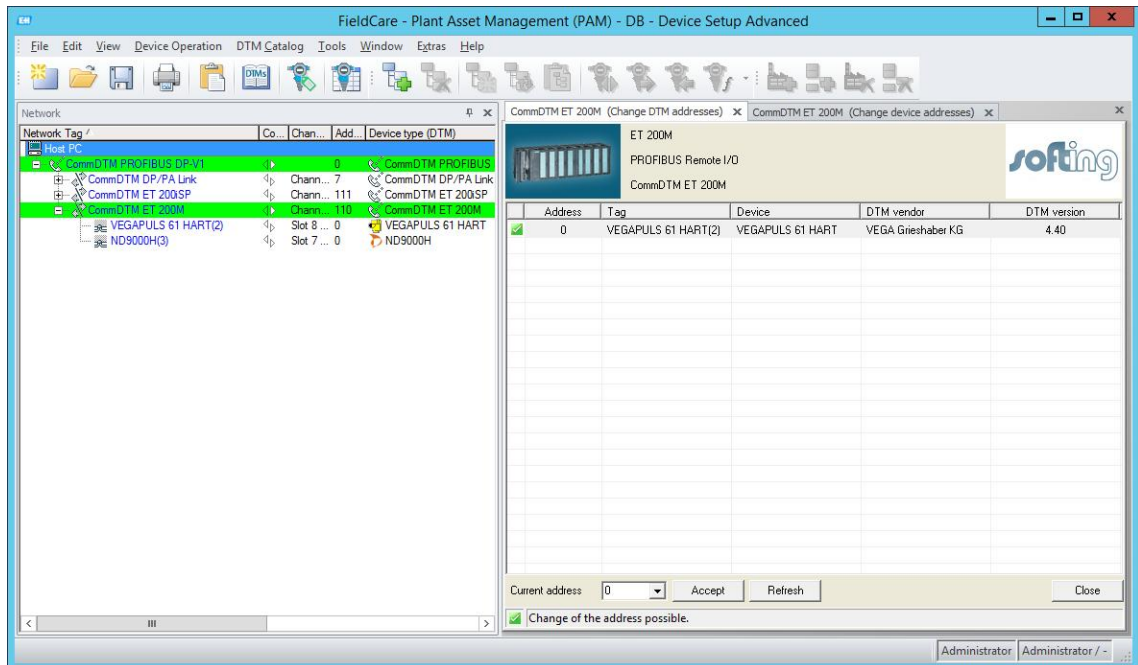 FieldCare - Plant Asset Management (PAM) - DB - Device Setup Advanced
File Edit View Device Operation DTM Catalog Tools Window Extras Help
DTMs
Network
Network Tag Co... Chan... Add... Device type (DTM)
Host PC
CommDTM PROFIBUS DP-V1 0 CommDTM PROFIBUS
CommDTM DP/PA Link Chann... 7 CommDTM DP/PA Link
CommDTM ET 200iSP Chann... 111 CommDTM ET 200iSP
CommDTM ET 200M Chann... 110 CommDTM ET 200M
VEGAPULS 61 HART(2) Slot 8 ... 0 VEGAPULS 61 HART
ND9000H(3) Slot 7 ... 0 ND9000H
CommDTM ET 200M (Change DTM addresses) CommDTM ET 200M (Change device addresses)
ET 200M
PROFIBUS Remote I/O
CommDTM ET 200M
softing
Address Tag Device DTM vendor DTM version
0 VEGAPULS 61 HART(2) VEGAPULS 61 HART VEGA Grieshaber KG 4.40
Current address 0 Accept Refresh Close
Change of the address possible.
Administrator Administrator / -